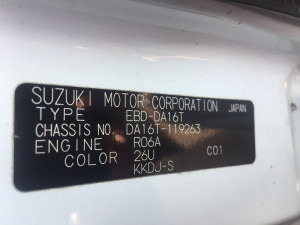 SUZUKI MOTOR CORPORATION JAPAN
TYPE EBD-DA16T
CHASSIS NO. DA16T-119263
ENGINE R06A
COLOR 26U C01
KKDJ-S